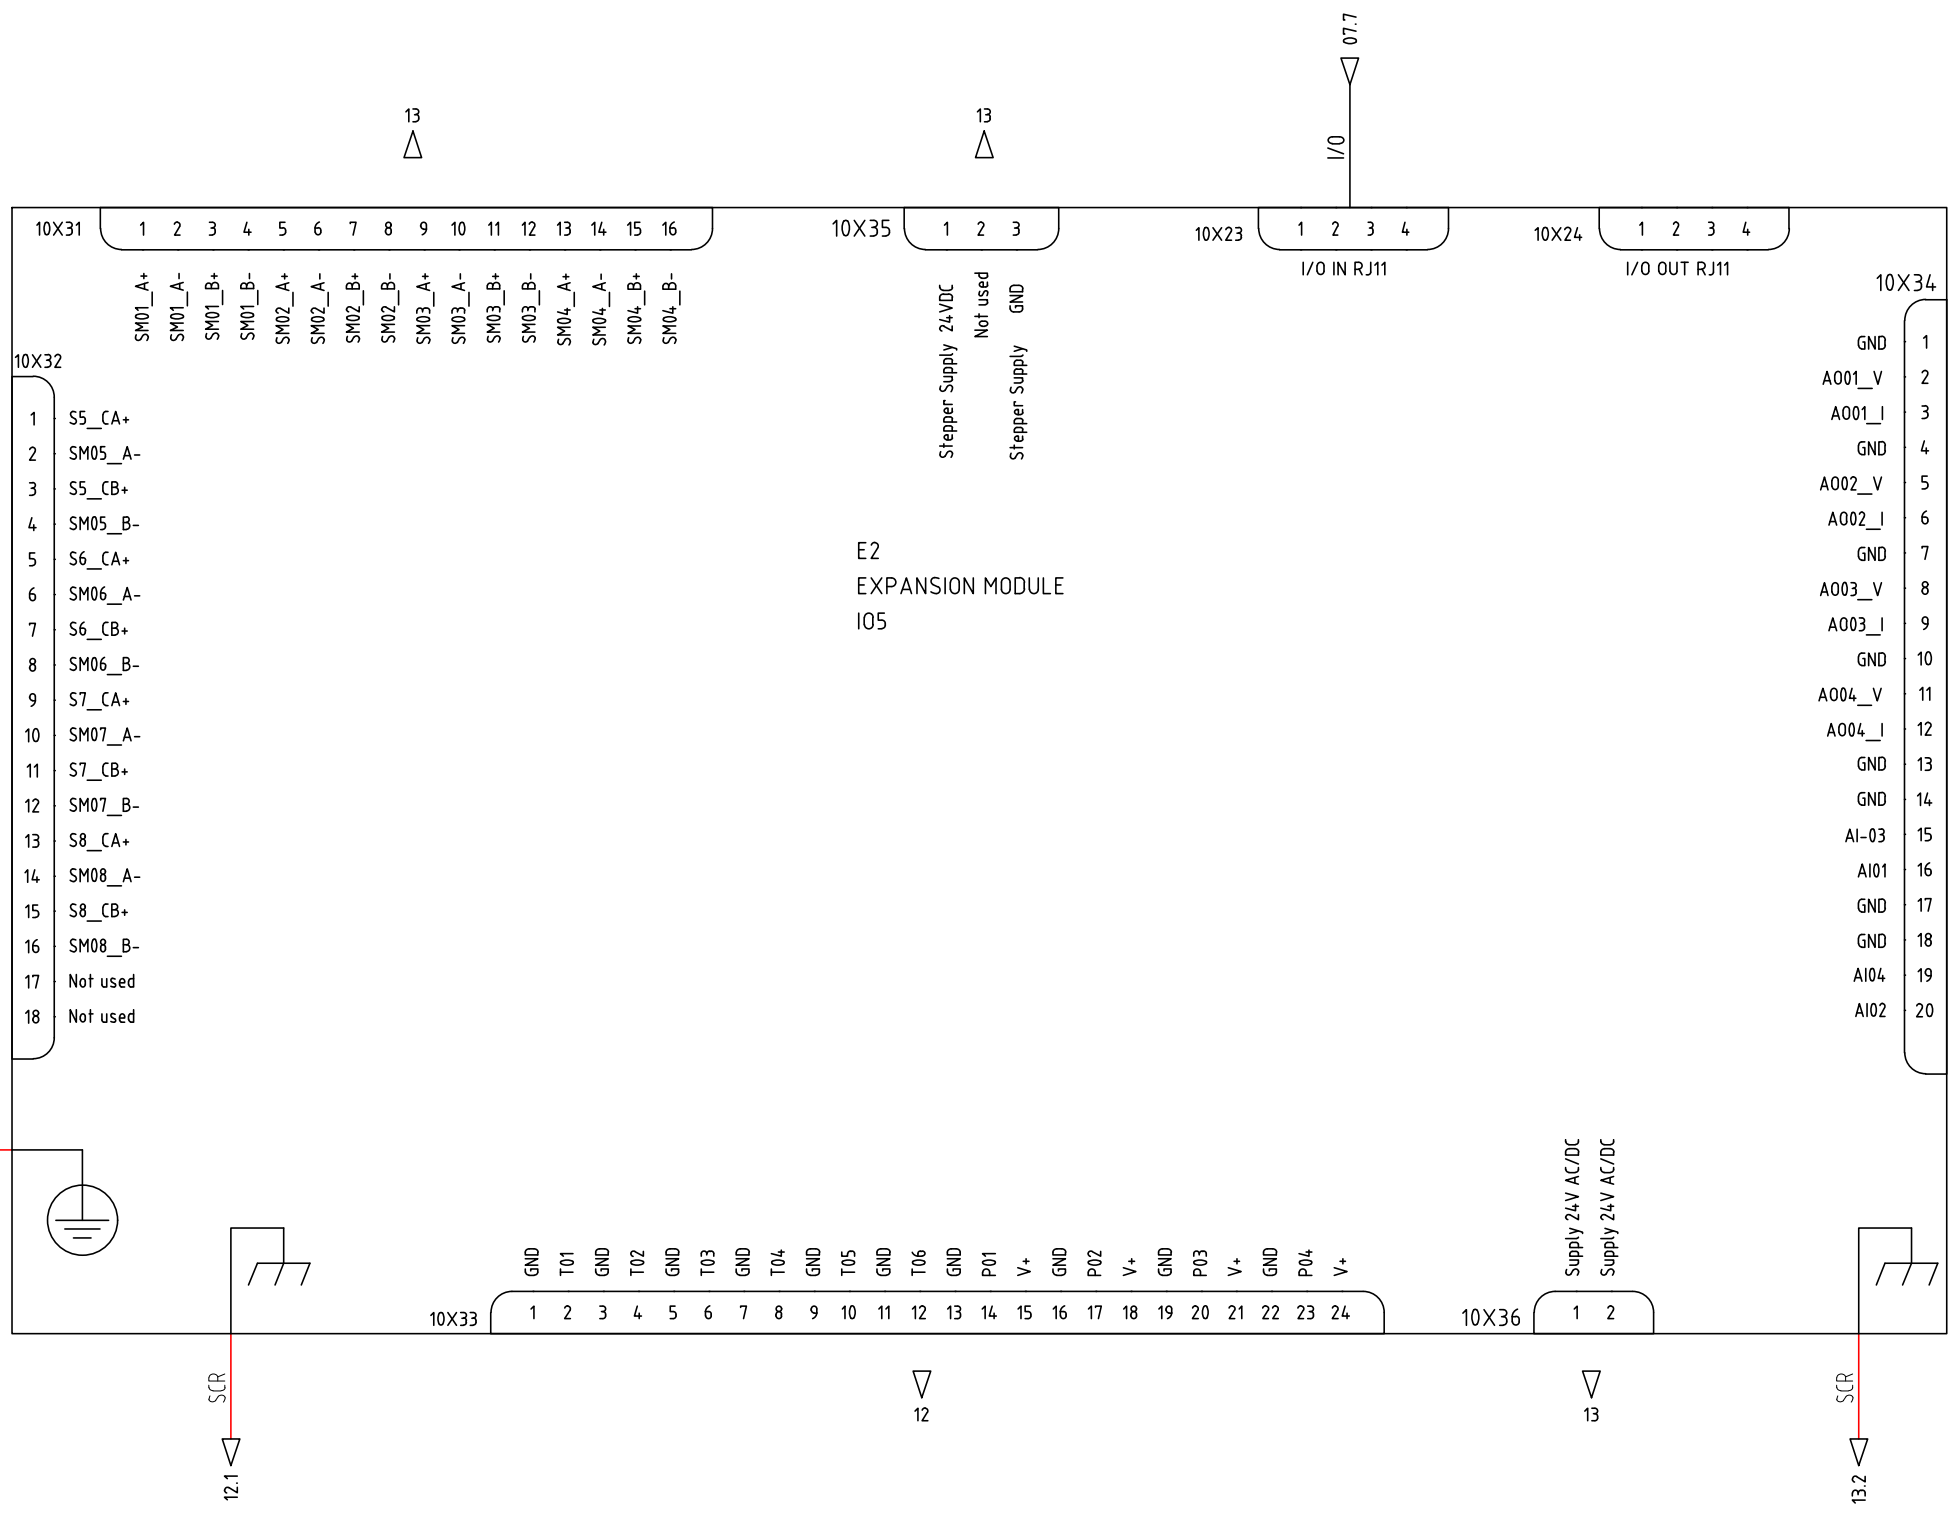 07.7
13
13
I/O
10X31 1 2 3 4 5 6 7 8 9 10 11 12 13 14 15 16
10X35 1 2 3
10X23 1 2 3 4
10X24 1 2 3 4
I/O IN RJ11
I/O OUT RJ11
SM01_A+
SM01_A-
SM01_B+
SM01_B-
SM02_A+
SM02_A-
SM02_B+
SM02_B-
SM03_A+
SM03_A-
SM03_B+
SM03_B-
SM04_A+
SM04_A-
SM04_B+
SM04_B-
Stepper Supply 24VDC
Not used
Stepper Supply GND
10X32
1 S5_CA+
2 SM05_A-
3 S5_CB+
4 SM05_B-
5 S6_CA+
6 SM06_A-
7 S6_CB+
8 SM06_B-
9 S7_CA+
10 SM07_A-
11 S7_CB+
12 SM07_B-
13 S8_CA+
14 SM08_A-
15 S8_CB+
16 SM08_B-
17 Not used
18 Not used
E2
EXPANSION MODULE
IO5
10X34
GND 1
AO01_V 2
AO01_I 3
GND 4
AO02_V 5
AO02_I 6
GND 7
AO03_V 8
AO03_I 9
GND 10
AO04_V 11
AO04_I 12
GND 13
GND 14
AI-03 15
AI01 16
GND 17
GND 18
AI04 19
AI02 20
GND
T01
GND
T02
GND
T03
GND
T04
GND
T05
GND
T06
GND
P01
V+
GND
P02
V+
GND
P03
V+
GND
P04
V+
10X33 1 2 3 4 5 6 7 8 9 10 11 12 13 14 15 16 17 18 19 20 21 22 23 24
Supply 24V AC/DC
Supply 24V AC/DC
10X36 1 2
SCR
12
13
SCR
12.1
13.2